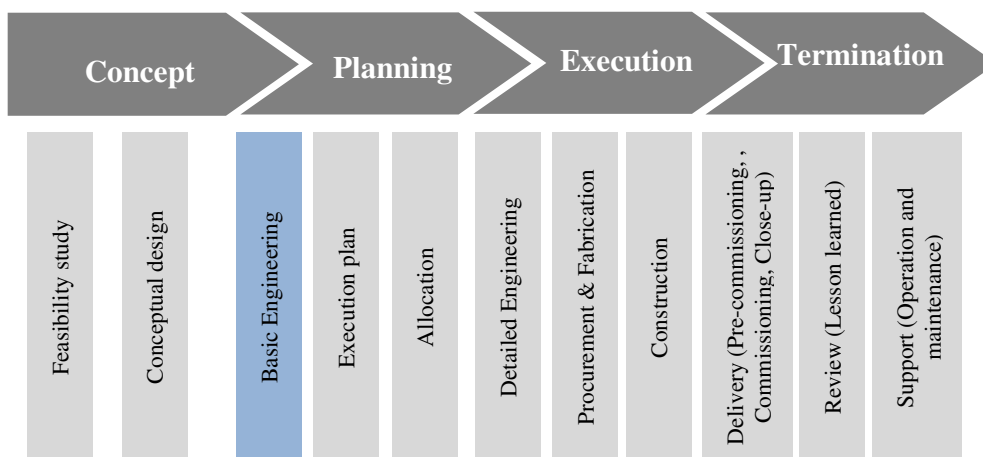 Concept
Planning
Execution
Termination
Feasibility study
Conceptual design
Basic Engineering
Execution plan
Allocation
Detailed Engineering
Procurement & Fabrication
Construction
Delivery (Pre-commissioning, ,
Commissioning, Close-up)
Review (Lesson learned)
Support (Operation and
maintenance)